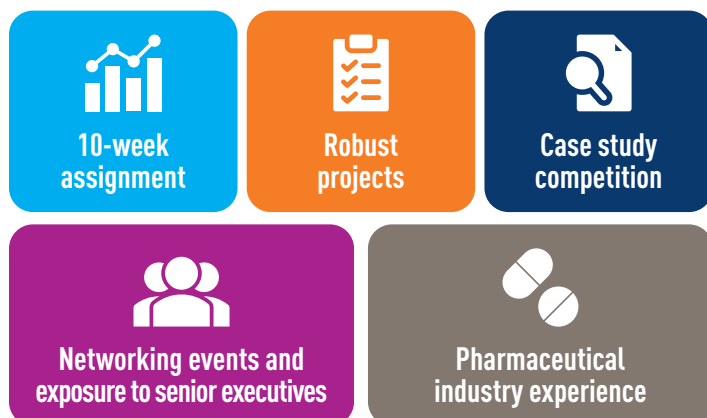 10-week
assignment
Robust
projects
Case study
competition
Networking events and
exposure to senior executives
Pharmaceutical
industry experience